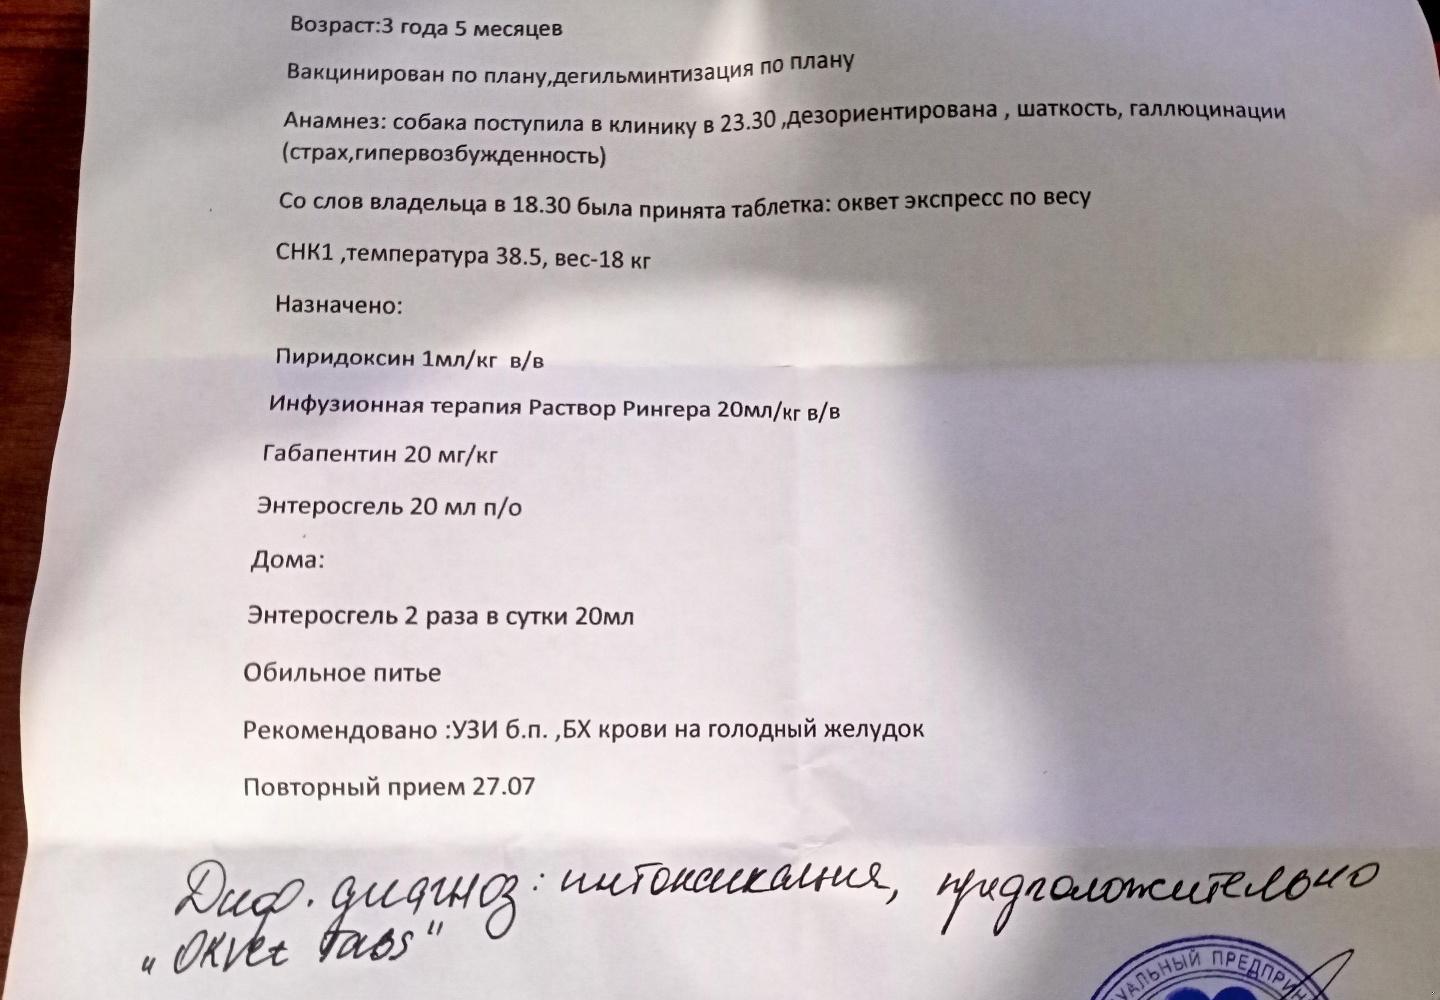 Возраст:3 года 5 месяцев
Вакцинирован по плану,дегильминтизация по плану
Анамнез: собака поступила в клинику в 23.30 ,дезориентирована , шаткость, галлюцинации
(страх,гипервозбужденность)
Со слов владельца в 18.30 была принята таблетка: оквет экспресс по весу
СНК1 ,температура 38.5, вес-18 кг
Назначено:
Пиридоксин 1мл/кг в/в
Инфузионная терапия Раствор Рингера 20мл/кг в/в
Габапентин 20 мг/кг
Энтеросгель 20 мл п/о
Дома:
Энтеросгель 2 раза в сутки 20мл
Обильное питье
Рекомендовано :УЗИ б.п. ,БХ крови на голодный желудок
Повторный прием 27.07
Диф. диагноз: интоксикация, предположительно
"OKVet Tabs"